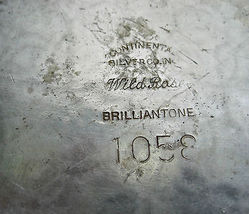 CONTINENTAL
SILVER CO. INC
Wild Rose
BRILLIANTONE
1058